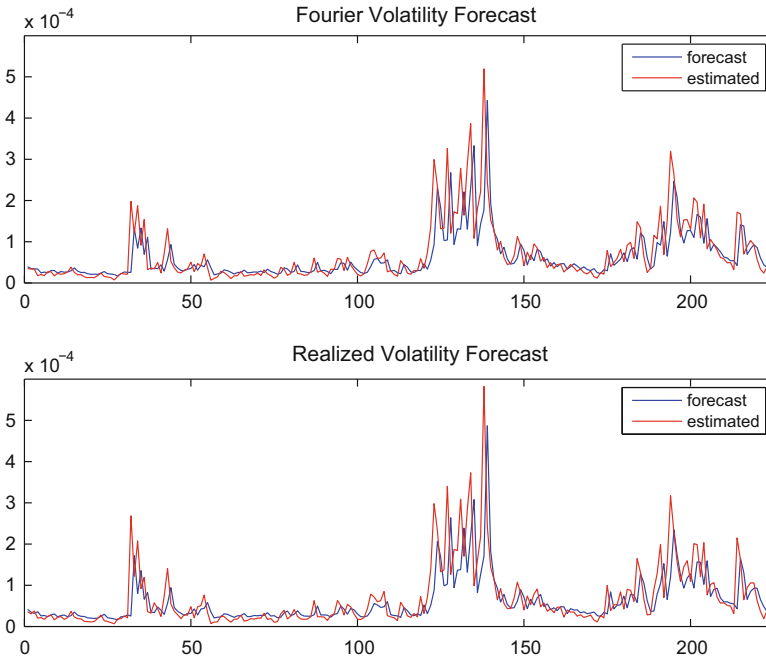 Fourier Volatility Forecast
x 10⁻⁴
forecast
estimated
6
5
4
3
2
1
0
0 50 100 150 200
Realized Volatility Forecast
x 10⁻⁴
forecast
estimated
5
4
3
2
1
0
0 50 100 150 200